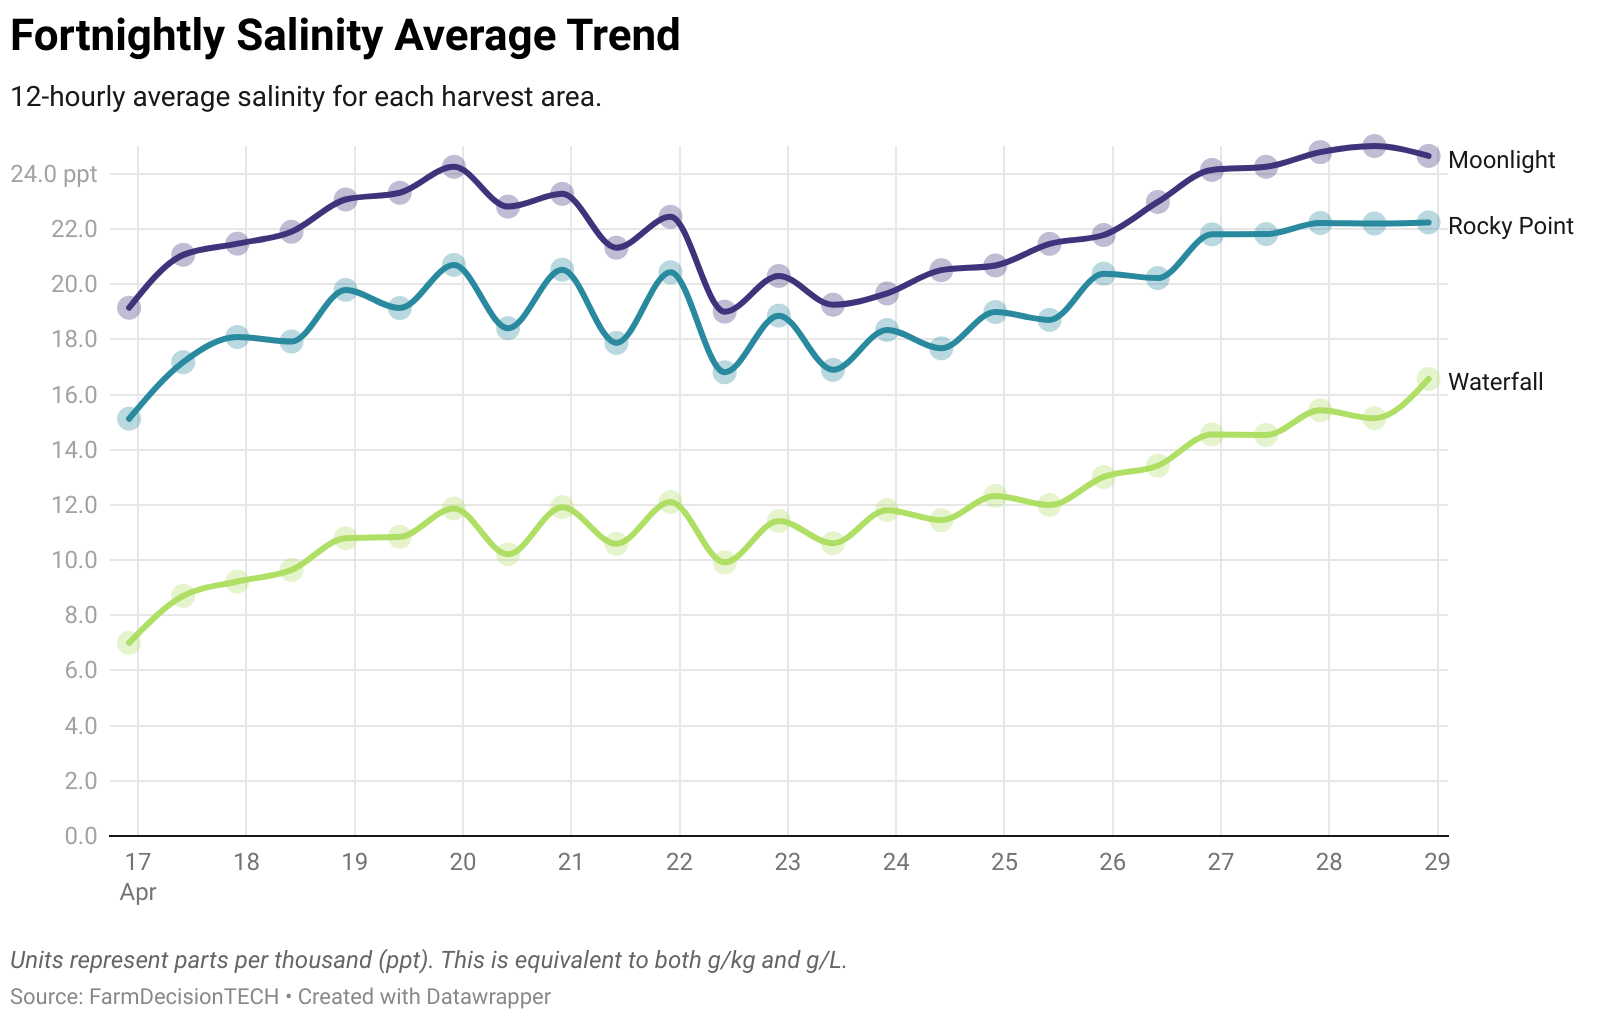 Fortnightly Salinity Average Trend
12-hourly average salinity for each harvest area.
24.0 ppt
22.0
20.0
18.0
16.0
14.0
12.0
10.0
8.0
6.0
4.0
2.0
0.0
Moonlight
Rocky Point
Waterfall
17 18 19 20 21 22 23 24 25 26 27 28 29
Apr
Units represent parts per thousand (ppt). This is equivalent to both g/kg and g/L.
Source: FarmDecisionTECH • Created with Datawrapper